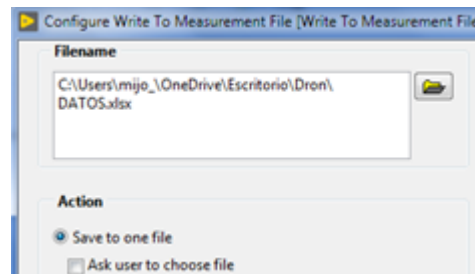 Configure Write To Measurement File [Write To Measurement File
Filename
C:\Users\mijo_\OneDrive\Escritorio\Dron\
DATOS.xlsx
Action
Save to one file
Ask user to choose file